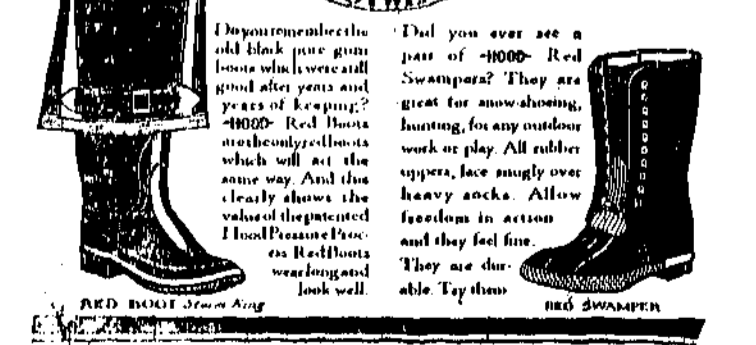 Do you remember the
old black pure gum
boots which were still
good after years and
years of keeping?
-HOOD- Red Boots
are the only red boots
which will act the
same way. And this
clearly shows the
value of the patented
Hood Pressure Proc-
ess Red Boots
wear long and
look well.
Did you ever see a
pair of -HOOD- Red
Swampers? They are
great for snow-shoeing,
hunting, for any outdoor
work or play. All rubber
uppers, lace snugly over
heavy socks. Allow
freedom in action
and they feel fine.
They are dur-
able. Try them
RED BOOT Storm King
RED SWAMPER